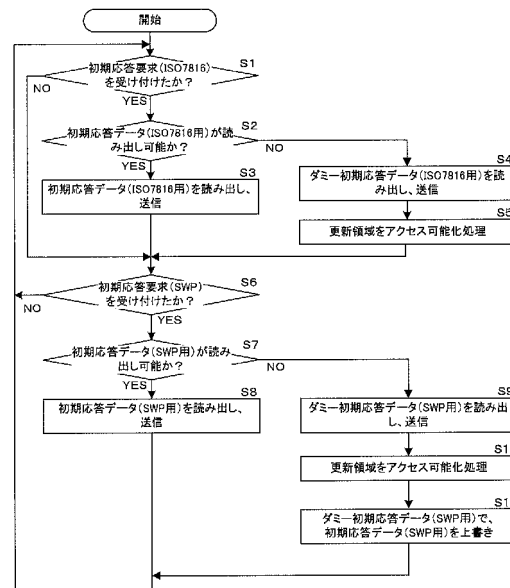 開始
S1
初期応答要求(ISO7816)
を受け付けたか？
NO
YES
S2
初期応答データ(ISO7816用)が読
み出し可能か？
NO
YES
S3
初期応答データ(ISO7816用)を読み出し、
送信
S4
ダミー初期応答データ(ISO7816用)を読
み出し、送信
S5
更新領域をアクセス可能化処理
S6
初期応答要求(SWP)
を受け付けたか？
NO
YES
S7
初期応答データ(SWP用)が読み
出し可能か？
NO
YES
S8
初期応答データ(SWP用)を読み出し、
送信
S9
ダミー初期応答データ(SWP用)を読み出
し、送信
S1
更新領域をアクセス可能化処理
S1
ダミー初期応答データ(SWP用)で、
初期応答データ(SWP用)を上書き